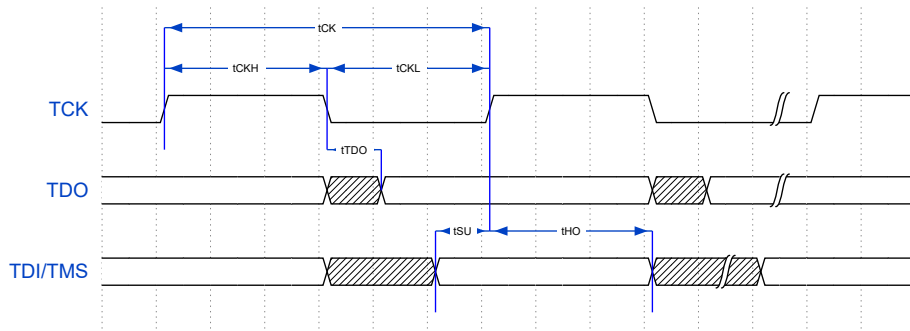 tCK
tCKH
tCKL
TCK
tTDO
TDO
tSU
tHO
TDI/TMS